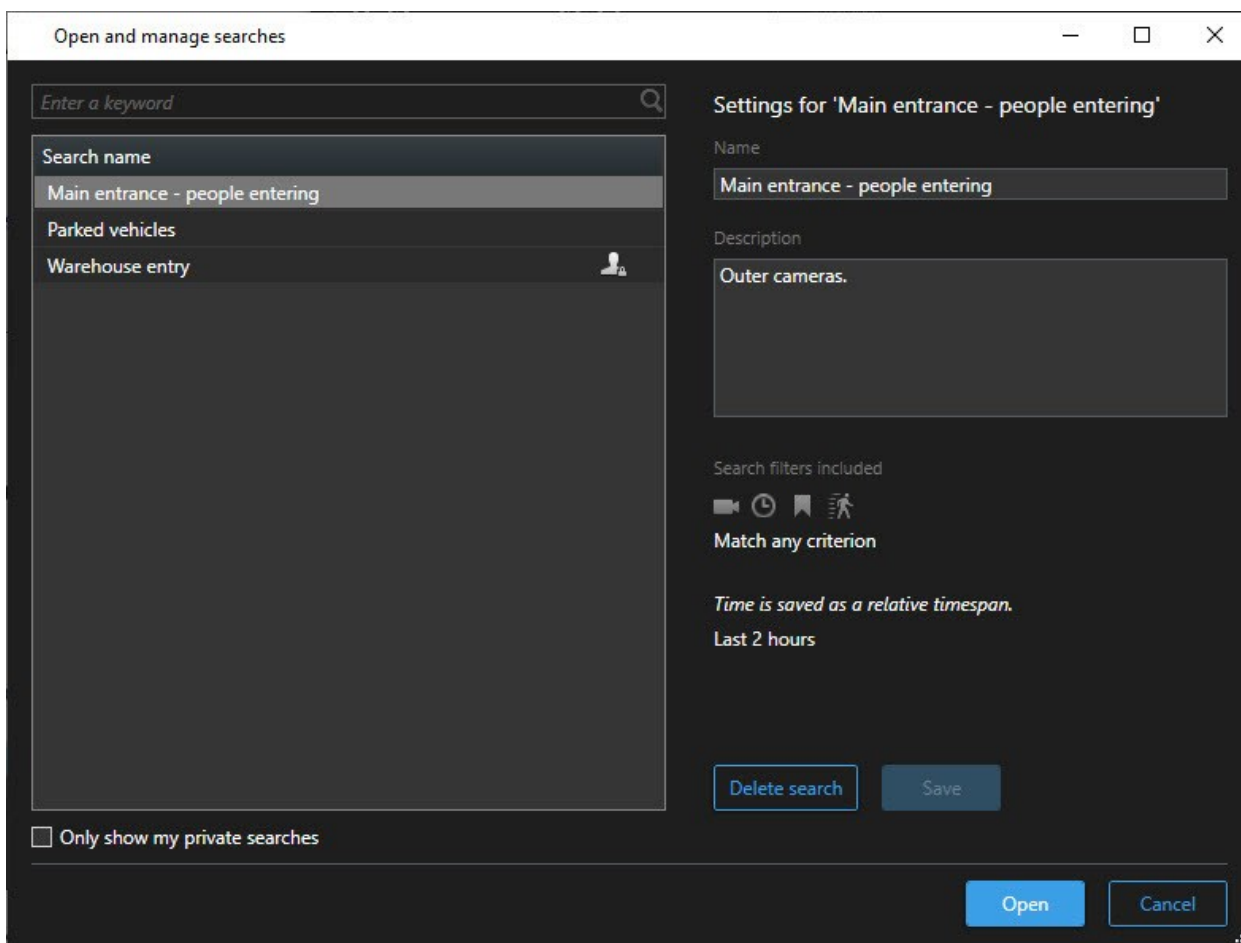 Open and manage searches
Enter a keyword
Search name
Main entrance - people entering
Parked vehicles
Warehouse entry
Only show my private searches
Settings for 'Main entrance - people entering'
Name
Main entrance - people entering
Description
Outer cameras.
Search filters included
Match any criterion
Time is saved as a relative timespan.
Last 2 hours
Delete search
Save
Open
Cancel